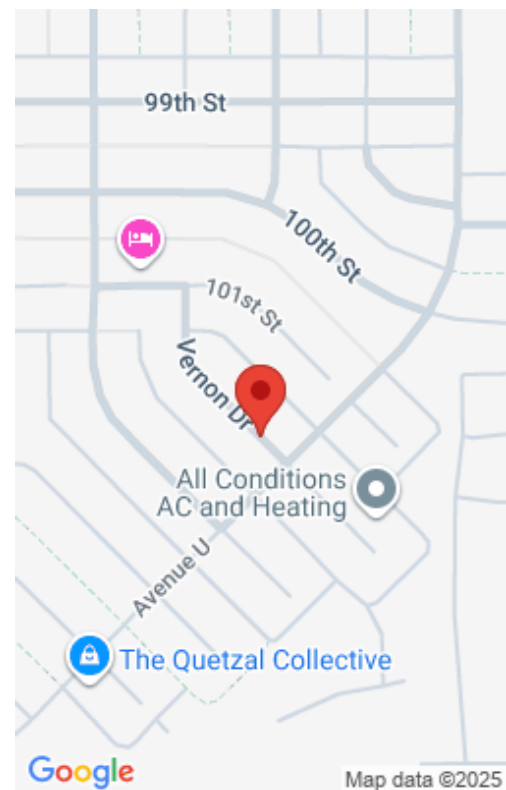 99th St
100th St
101st St
Vernon Dr
All Conditions
AC and Heating
Avenue U
The Quetzal Collective
Google
Map data ©2025